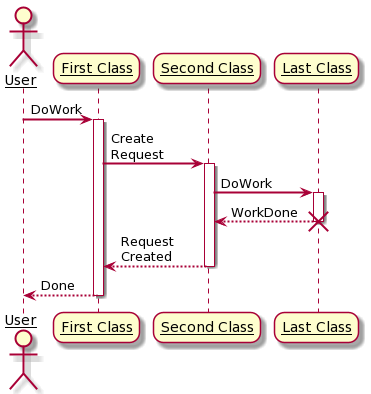 User
First Class
Second Class
Last Class
DoWork
Create
Request
DoWork
WorkDone
Request
Created
Done
User
First Class
Second Class
Last Class